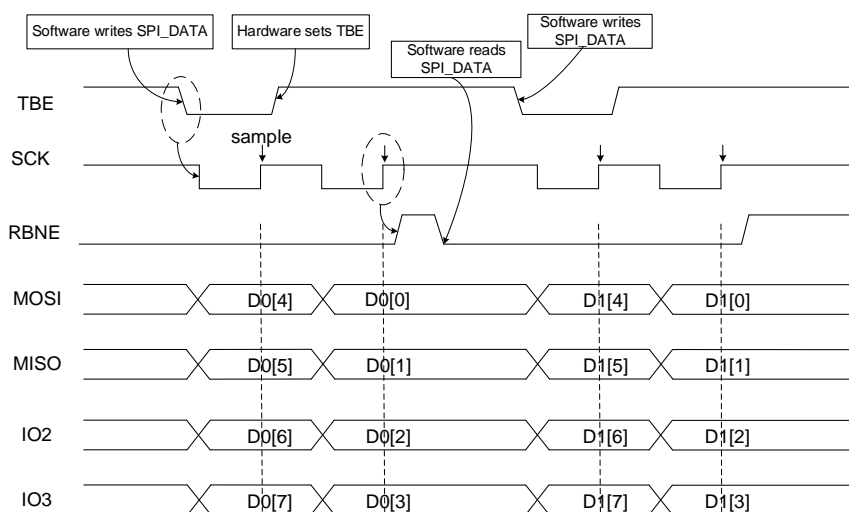 Software writes SPI_DATA
Hardware sets TBE
Software reads
SPI_DATA
Software writes
SPI_DATA
TBE
sample
SCK
RBNE
MOSI
D0[4]
D0[0]
D1[4]
D1[0]
MISO
D0[5]
D0[1]
D1[5]
D1[1]
IO2
D0[6]
D0[2]
D1[6]
D1[2]
IO3
D0[7]
D0[3]
D1[7]
D1[3]